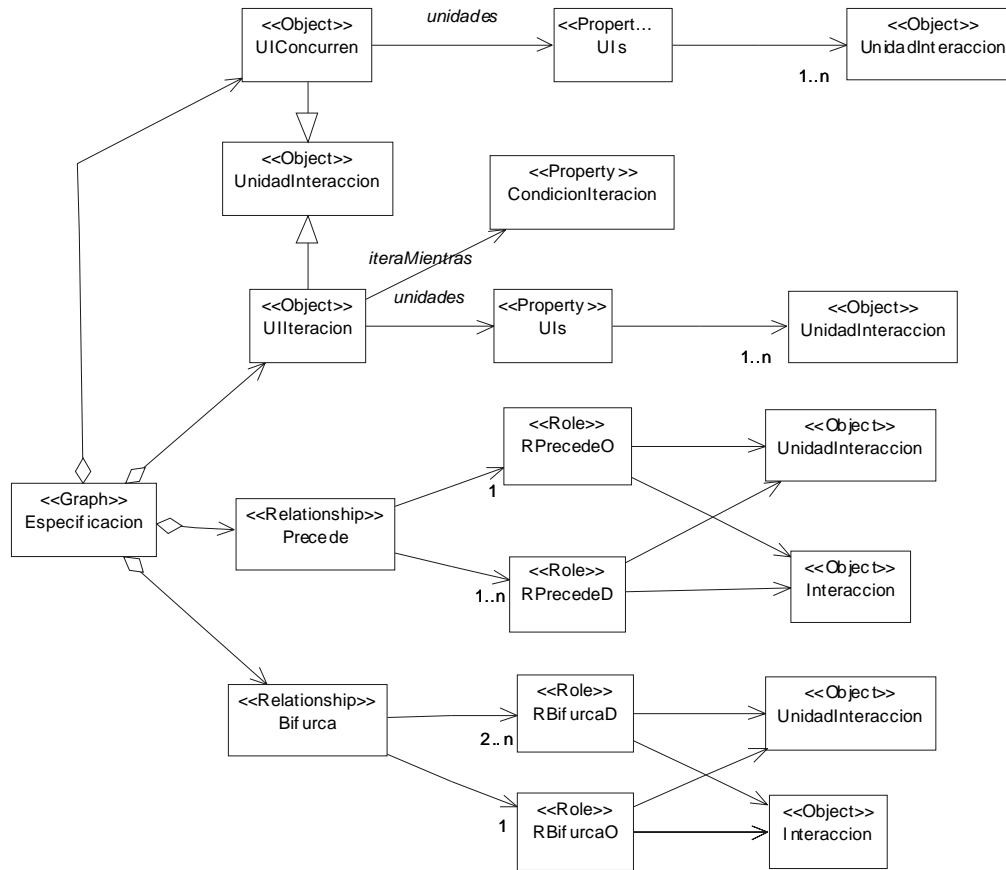 unidades
<<Object>>
UIConcurren
<<Propert...
UIs
<<Object>>
UnidadInteraccion
1..n
<<Object>>
UnidadInteraccion
<<Property>>
CondicionIteracion
iteraMientras
unidades
<<Object>>
UIIteracion
<<Property>>
UIs
<<Object>>
UnidadInteraccion
1..n
<<Role>>
RPrecedeO
<<Object>>
UnidadInteraccion
1
<<Graph>>
Especificacion
<<Relationship>>
Precede
<<Role>>
RPrecedeD
1..n
<<Object>>
Interaccion
<<Relationship>>
Bifurca
<<Role>>
RBifurcaD
2..n
<<Object>>
UnidadInteraccion
<<Role>>
RBifurcaO
1
<<Object>>
Interaccion